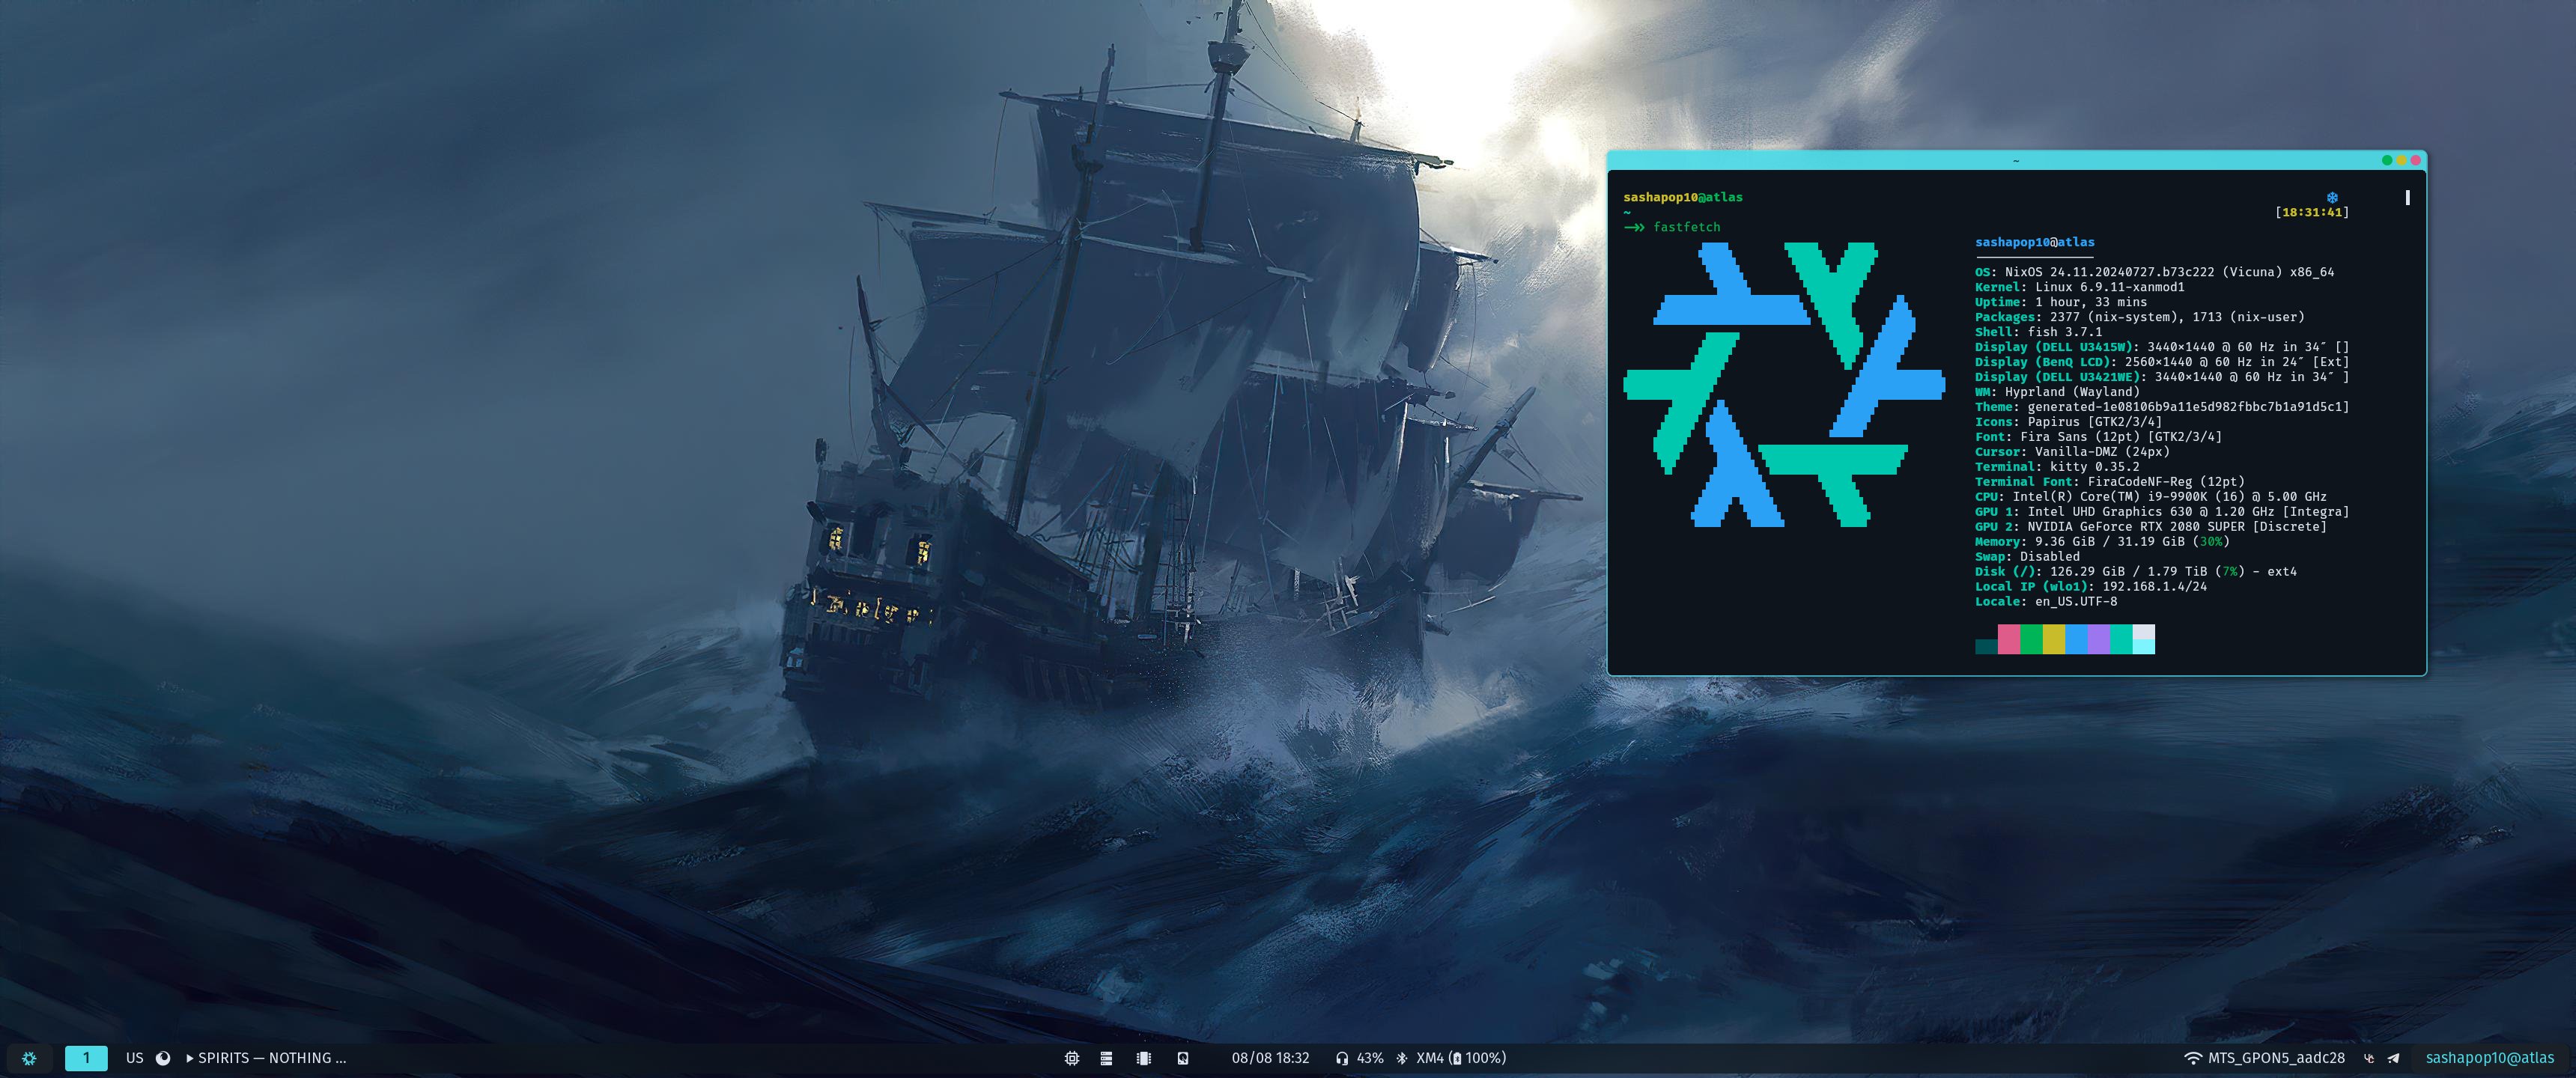 ~
sashapop10@atlas
~
[18:31:41]
fastfetch
sashapop10@atlas
OS: NixOS 24.11.20240727.b73c222 (Vicuna) x86_64
Kernel: Linux 6.9.11-xanmod1
Uptime: 1 hour, 33 mins
Packages: 2377 (nix-system), 1713 (nix-user)
Shell: fish 3.7.1
Display (DELL U3415W): 3440×1440 @ 60 Hz in 34″ []
Display (BenQ LCD): 2560×1440 @ 60 Hz in 24″ [Ext]
Display (DELL U3421WE): 3440×1440 @ 60 Hz in 34″ ]
WM: Hyprland (Wayland)
Theme: generated-1e08106b9a11e5d982fbbc7b1a91d5c1]
Icons: Papirus [GTK2/3/4]
Font: Fira Sans (12pt) [GTK2/3/4]
Cursor: Vanilla-DMZ (24px)
Terminal: kitty 0.35.2
Terminal Font: FiraCodeNF-Reg (12pt)
CPU: Intel(R) Core(TM) i9-9900K (16) @ 5.00 GHz
GPU 1: Intel UHD Graphics 630 @ 1.20 GHz [Integra]
GPU 2: NVIDIA GeForce RTX 2080 SUPER [Discrete]
Memory: 9.36 GiB / 31.19 GiB (30%)
Swap: Disabled
Disk (/): 126.29 GiB / 1.79 TiB (7%) - ext4
Local IP (wlo1): 192.168.1.4/24
Locale: en_US.UTF-8
1 US SPIRITS — NOTHING ... 08/08 18:32 43% XM4 (100%) MTS_GPON5_aadc28 sashapop10@atlas